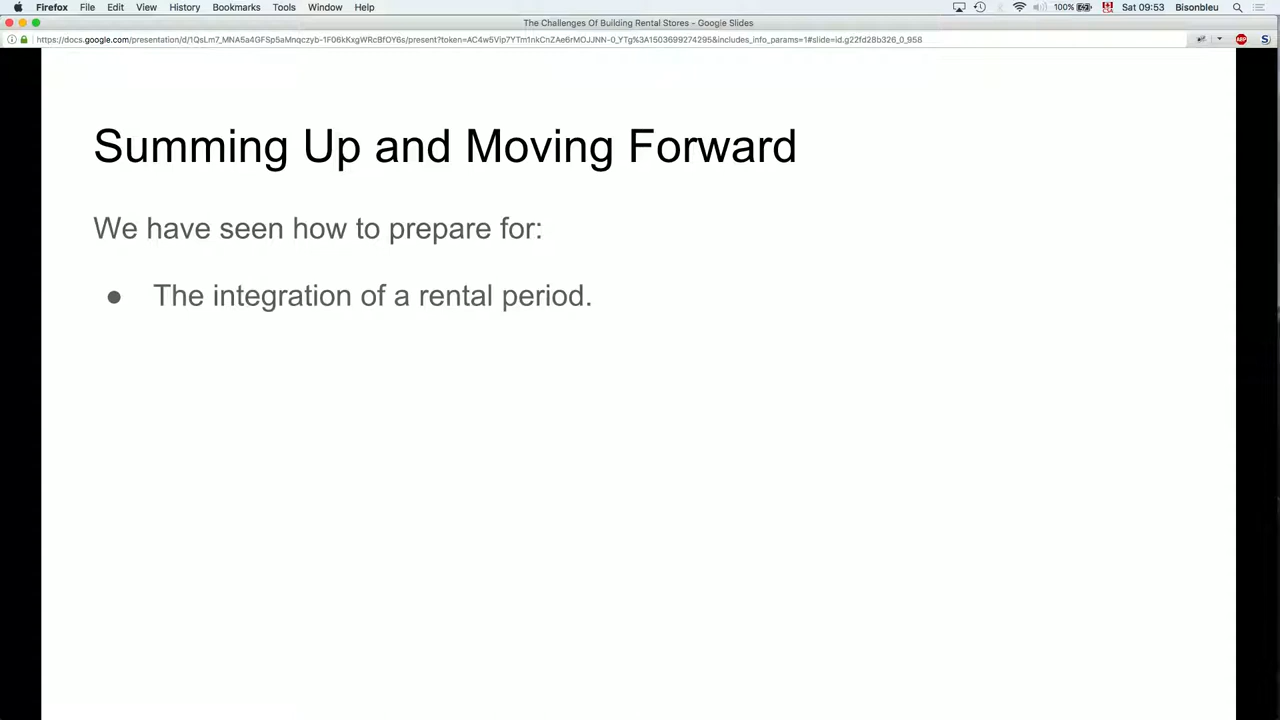 Firefox File Edit View History Bookmarks Tools Window Help 100% Sat 09:53 Bisonbleu
The Challenges Of Building Rental Stores - Google Slides
Summing Up and Moving Forward
We have seen how to prepare for:
● The integration of a rental period.